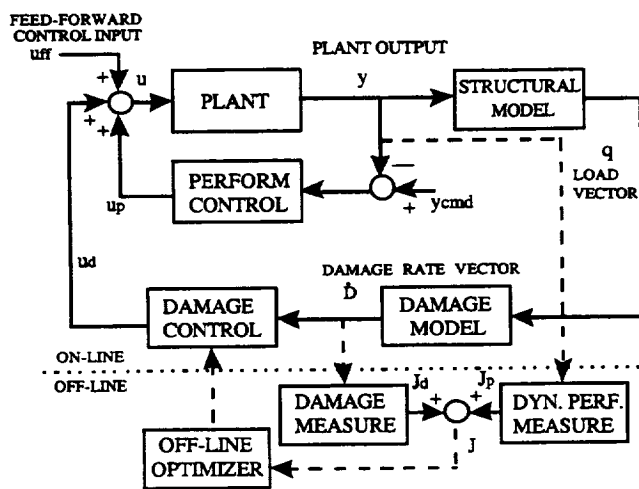 FEED-FORWARD
CONTROL INPUT
uff
PLANT OUTPUT
+
u
+
+
PLANT
y
STRUCTURAL
MODEL
q
LOAD
VECTOR
PERFORM
CONTROL
up
−
+
ycmd
ud
DAMAGE RATE VECTOR
Ḋ
DAMAGE
CONTROL
DAMAGE
MODEL
ON-LINE
OFF-LINE
DAMAGE
MEASURE
Jd
+
Jp
+
J
DYN. PERF.
MEASURE
OFF-LINE
OPTIMIZER